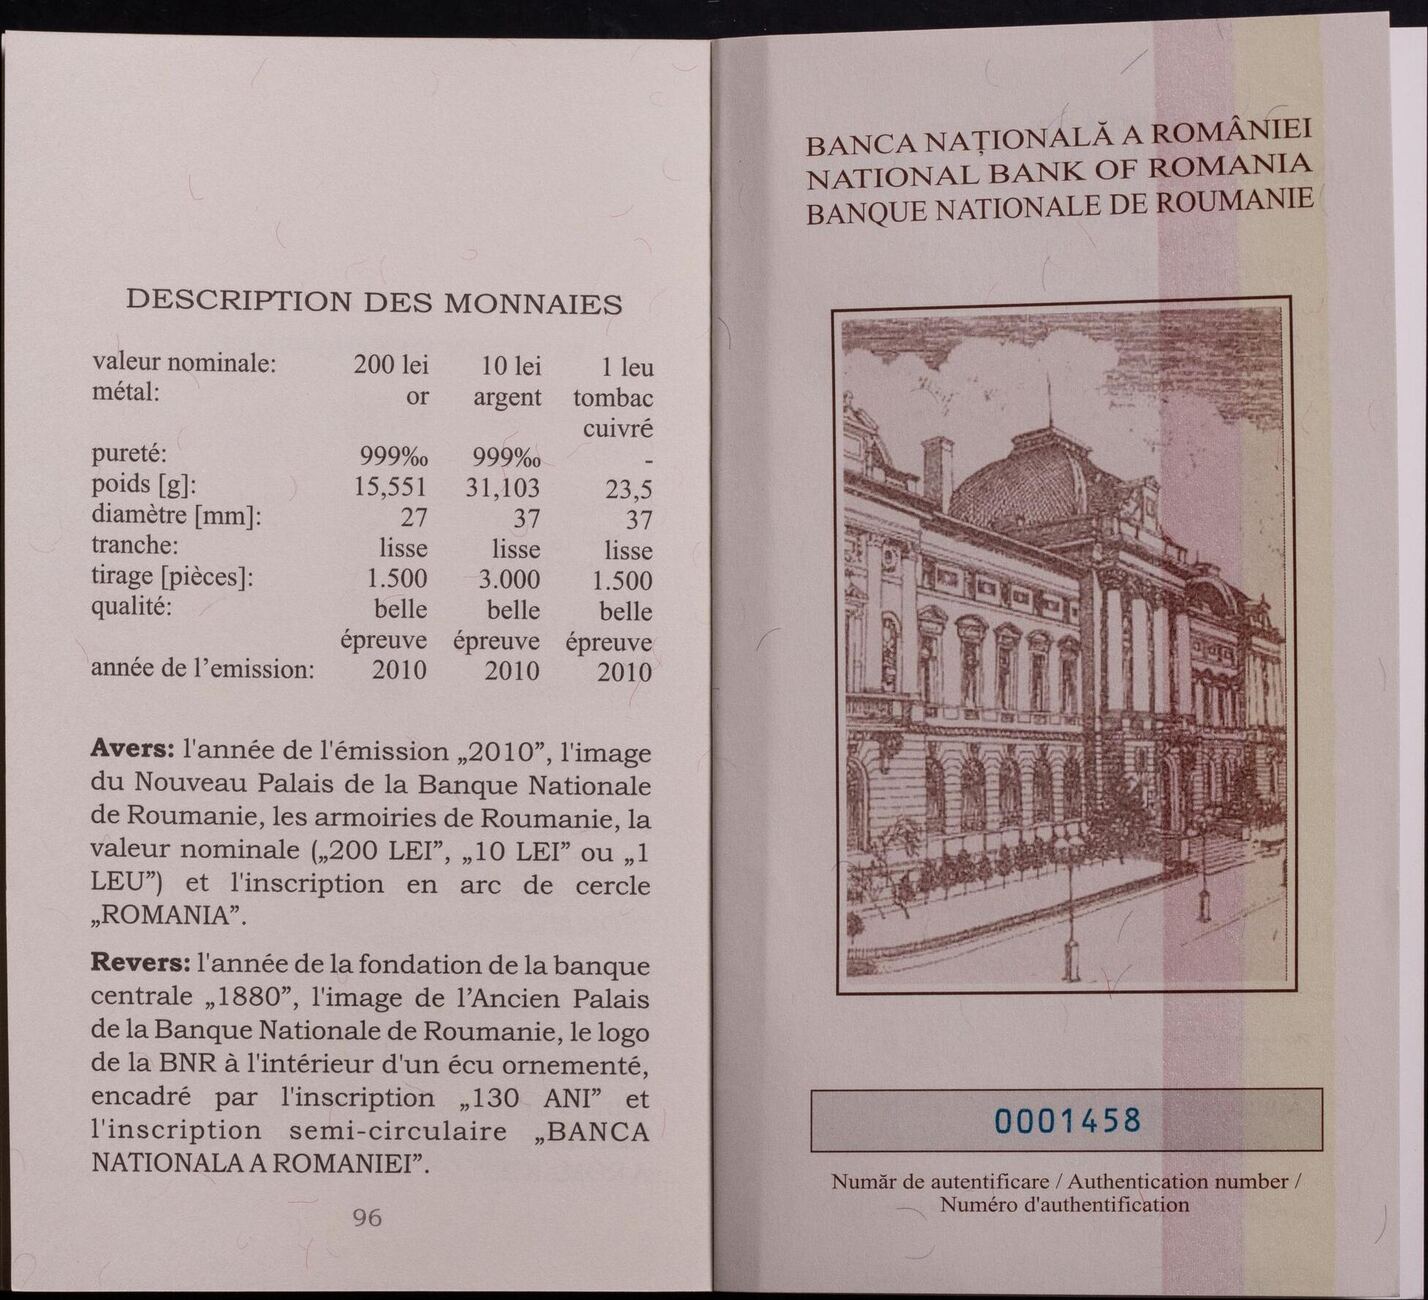 DESCRIPTION DES MONNAIES
valeur nominale: 200 lei 10 lei 1 leu
métal: or argent tombac
cuivré
pureté: 999‰ 999‰ -
poids [g]: 15,551 31,103 23,5
diamètre [mm]: 27 37 37
tranche: lisse lisse lisse
tirage [pièces]: 1.500 3.000 1.500
qualité: belle belle belle
épreuve épreuve épreuve
année de l’emission: 2010 2010 2010
Avers: l'année de l'émission „2010”, l'image
du Nouveau Palais de la Banque Nationale
de Roumanie, les armoiries de Roumanie, la
valeur nominale („200 LEI”, „10 LEI” ou „1
LEU”) et l'inscription en arc de cercle
„ROMANIA”.
Revers: l'année de la fondation de la banque
centrale „1880”, l'image de l’Ancien Palais
de la Banque Nationale de Roumanie, le logo
de la BNR à l'intérieur d'un écu ornementé,
encadré par l'inscription „130 ANI” et
l'inscription semi-circulaire „BANCA
NATIONALA A ROMANIEI”.
96
BANCA NAȚIONALĂ A ROMÂNIEI
NATIONAL BANK OF ROMANIA
BANQUE NATIONALE DE ROUMANIE
0001458
Număr de autentificare / Authentication number /
Numéro d'authentification